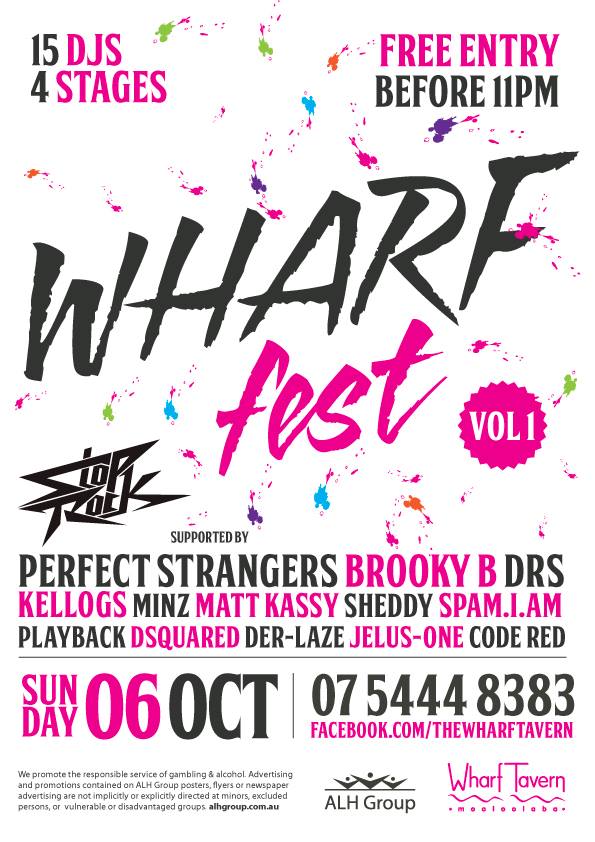 15 DJS
4 STAGES
FREE ENTRY
BEFORE 11PM
WHARF
fest
VOL 1
STOP
ROCK
SUPPORTED BY
PERFECT STRANGERS BROOKY B DRS
KELLOGS MINZ MATT KASSY SHEDDY SPAM.I.AM
PLAYBACK DSQUARED DER-LAZE JELUS-ONE CODE RED
SUN
DAY 06 OCT
07 5444 8383
FACEBOOK.COM/THEWHARFTAVERN
We promote the responsible service of gambling & alcohol. Advertising
and promotions contained on ALH Group posters, flyers or newspaper
advertising are not implicitly or explicitly directed at minors, excluded
persons, or vulnerable or disadvantaged groups. alhgroup.com.au
ALH Group
Wharf Tavern
• mooloolaba •